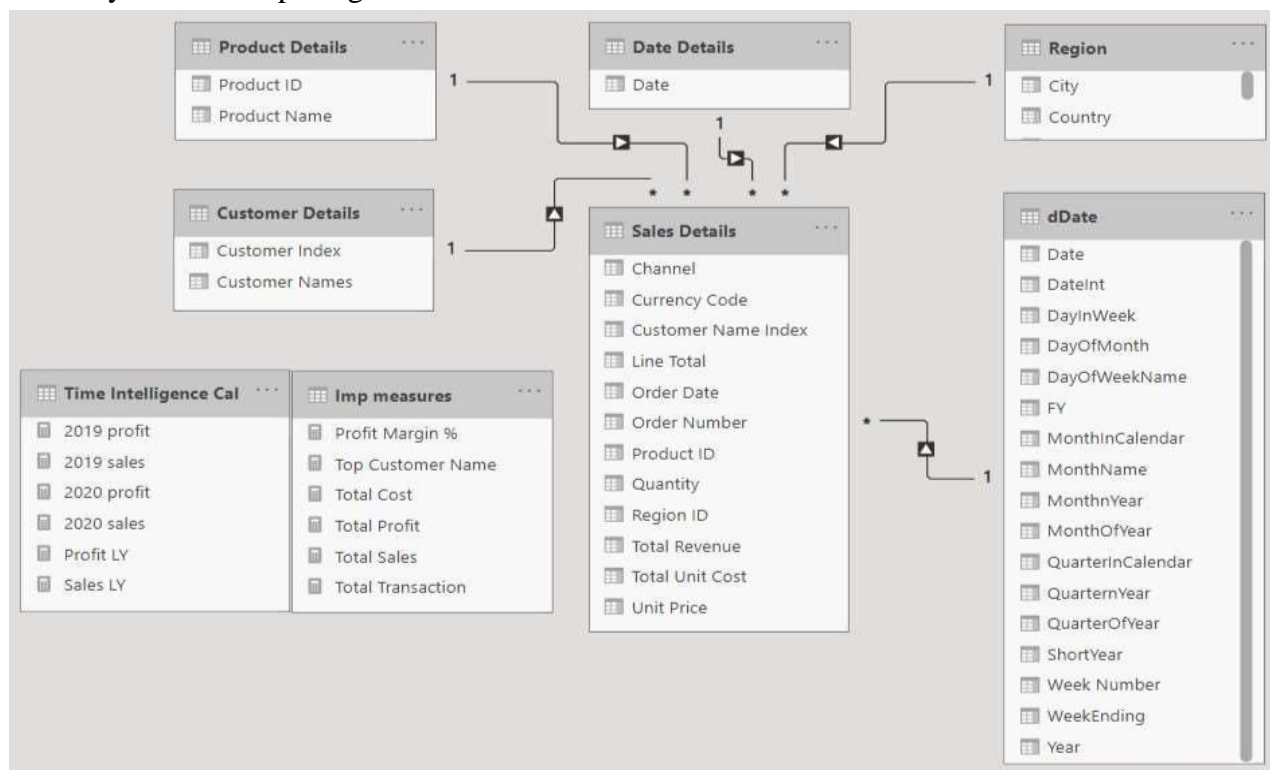 Product Details
Product ID
Product Name
Date Details
Date
Region
City
Country
1
1
1
* * * *
Customer Details
Customer Index
Customer Names
1
Sales Details
Channel
Currency Code
Customer Name Index
Line Total
Order Date
Order Number
Product ID
Quantity
Region ID
Total Revenue
Total Unit Cost
Unit Price
dDate
Date
DateInt
DayInWeek
DayOfMonth
DayOfWeekName
FY
MonthInCalendar
MonthName
MonthnYear
MonthOfYear
QuarterInCalendar
QuarternYear
QuarterOfYear
ShortYear
Week Number
WeekEnding
Year
*
1
Time Intelligence Cal
2019 profit
2019 sales
2020 profit
2020 sales
Profit LY
Sales LY
Imp measures
Profit Margin %
Top Customer Name
Total Cost
Total Profit
Total Sales
Total Transaction